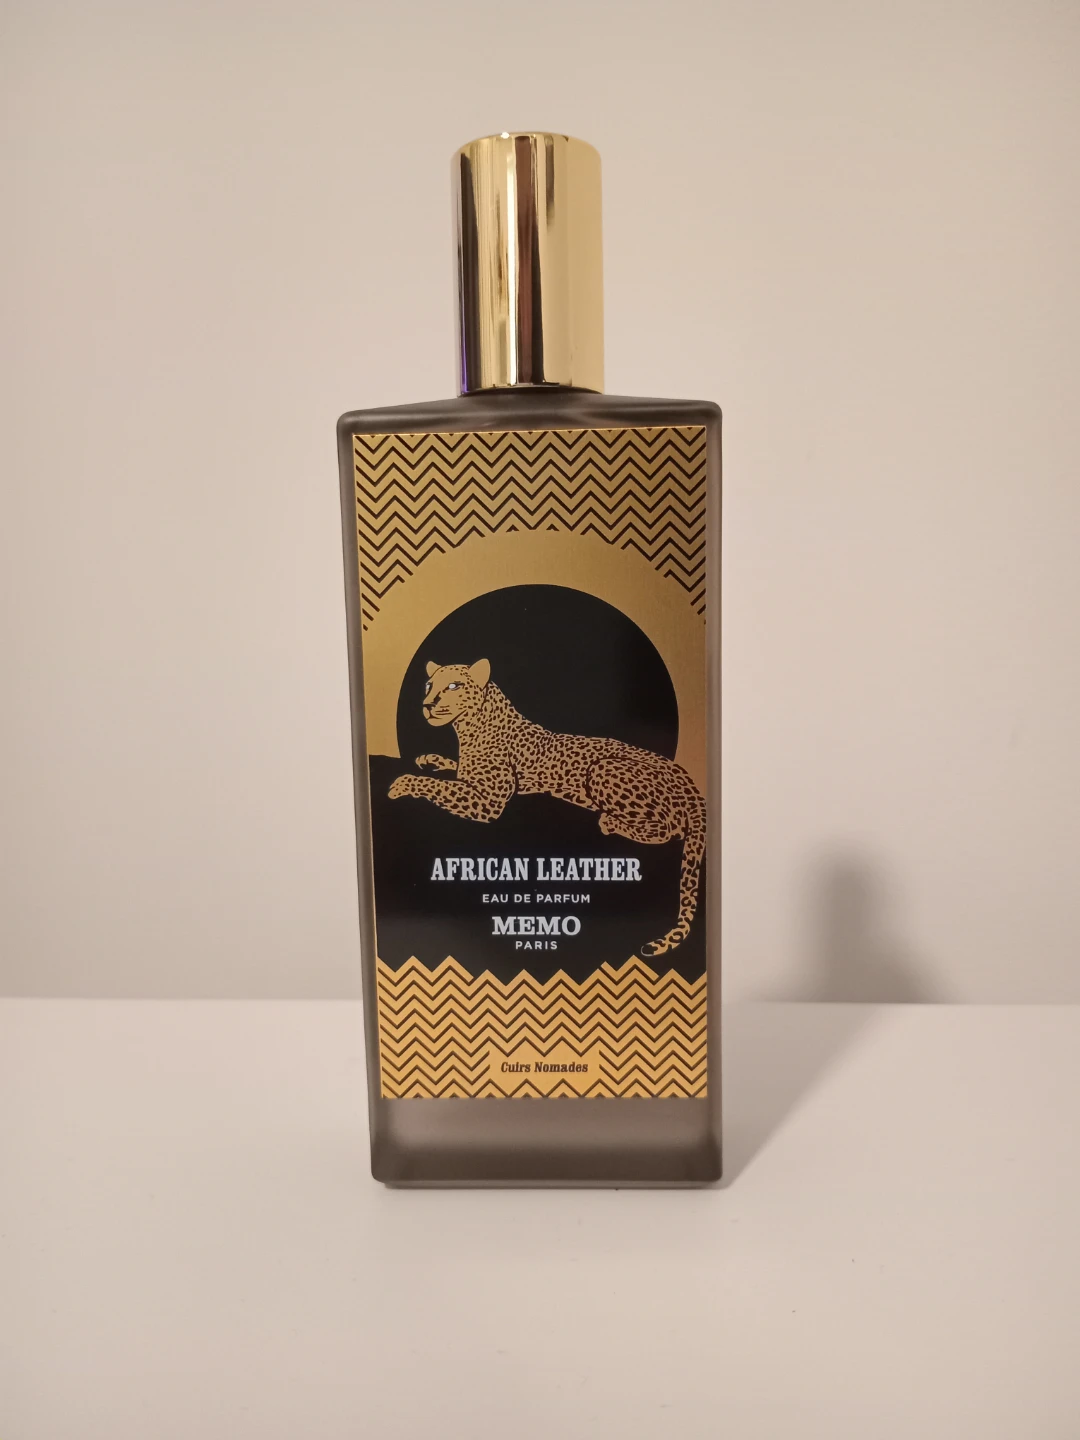 AFRICAN LEATHER
EAU DE PARFUM
MEMO
PARIS
Cuirs Nomades